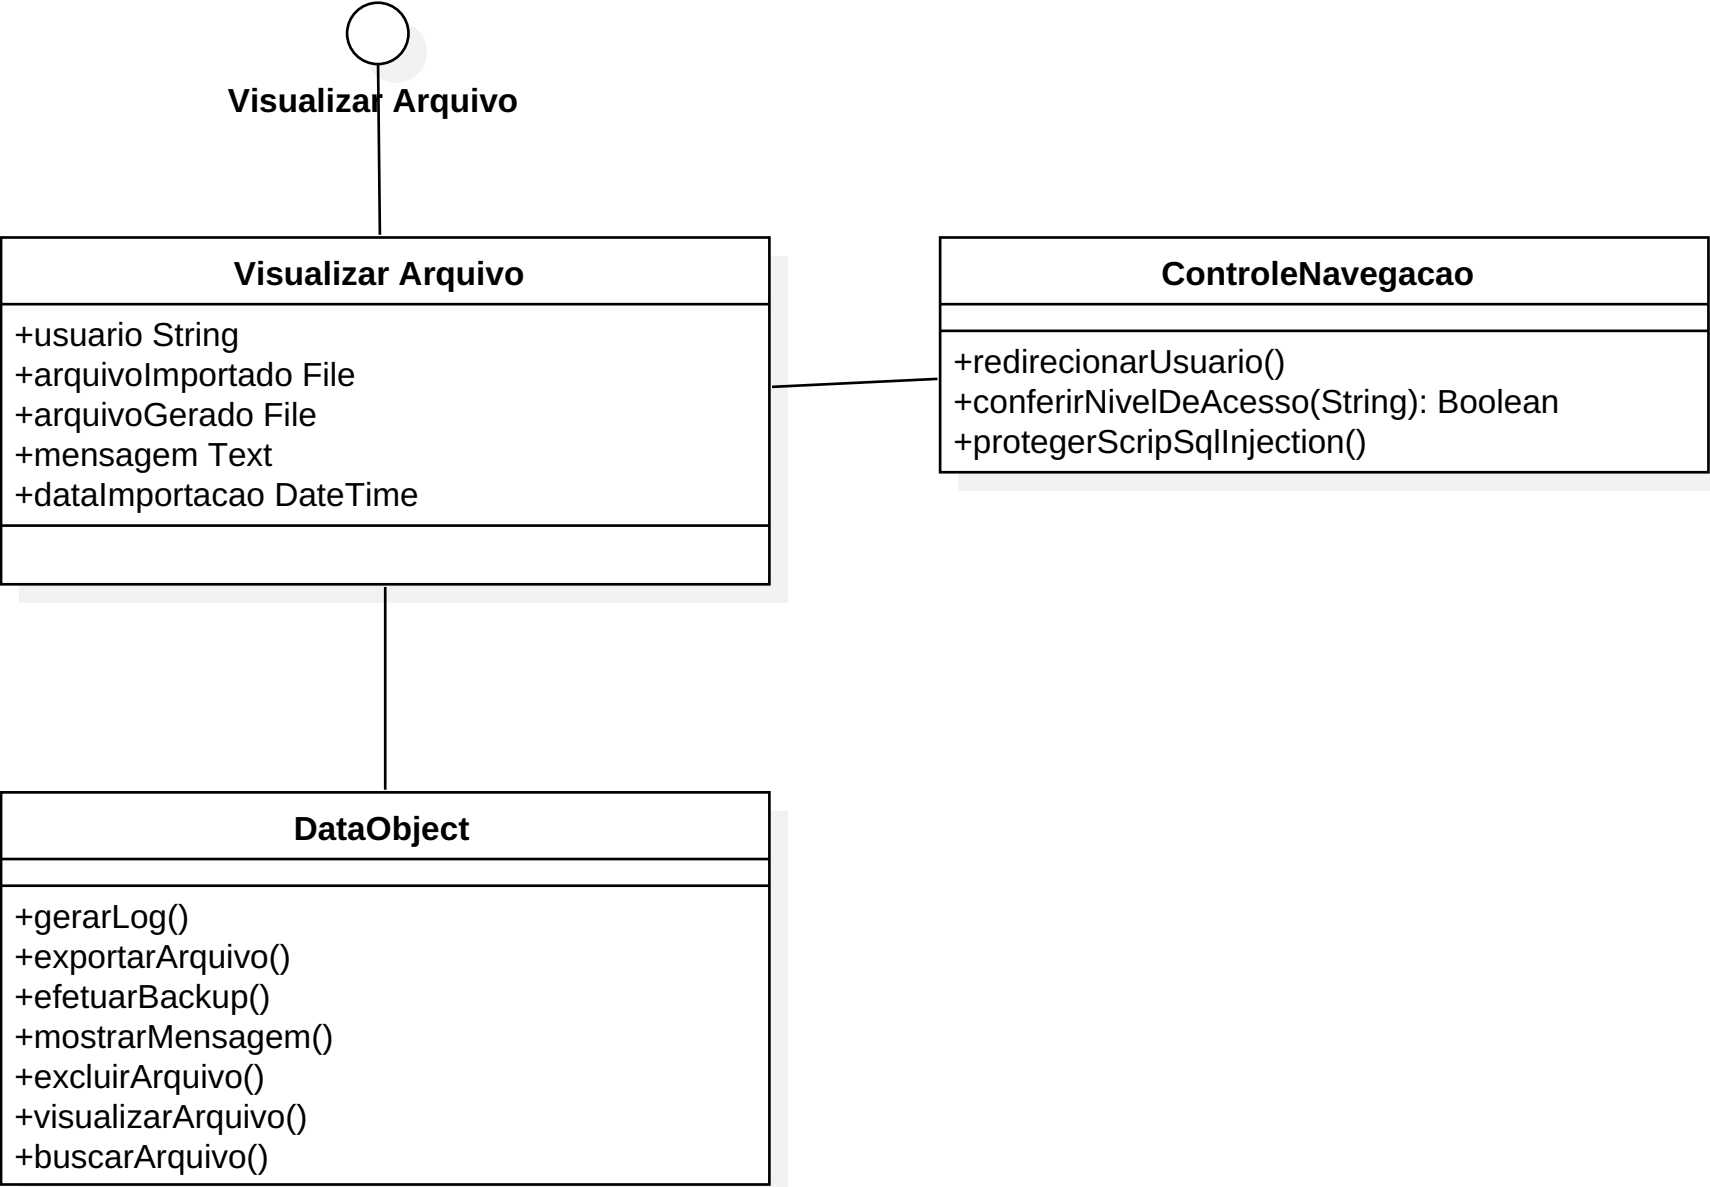 Visualizar Arquivo
Visualizar Arquivo
+usuario String
+arquivoImportado File
+arquivoGerado File
+mensagem Text
+dataImportacao DateTime
ControleNavegacao
+redirecionarUsuario()
+conferirNivelDeAcesso(String): Boolean
+protegerScripSqlInjection()
DataObject
+gerarLog()
+exportarArquivo()
+efetuarBackup()
+mostrarMensagem()
+excluirArquivo()
+visualizarArquivo()
+buscarArquivo()